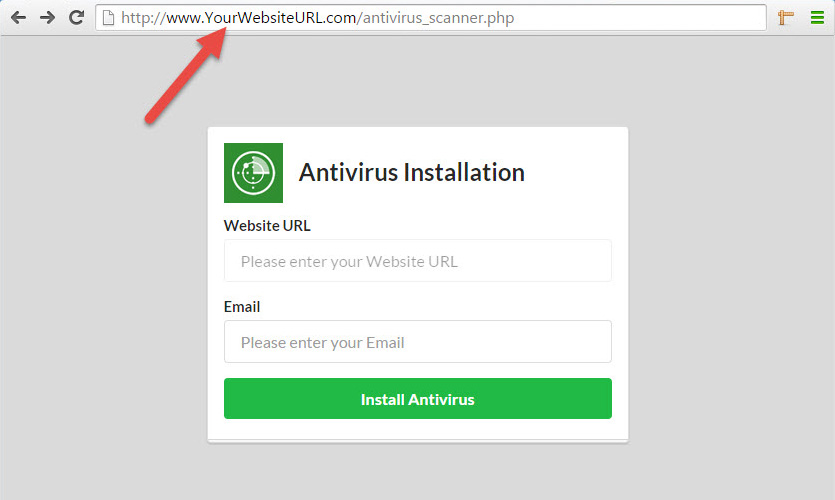 http://www.YourWebsiteURL.com/antivirus_scanner.php
Antivirus Installation
Website URL
Please enter your Website URL
Email
Please enter your Email
Install Antivirus